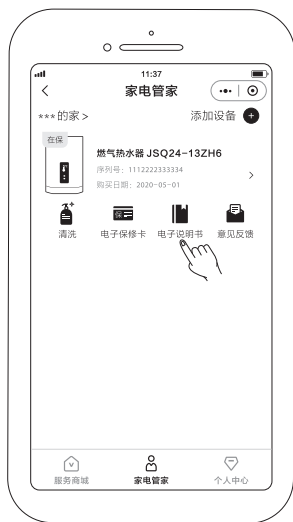 11:37
家电管家
***的家 >
添加设备
在保
燃气热水器 JSQ24-13ZH6
序列号：1112222333334
购买日期：2020-05-01
清洗
电子保修卡
电子说明书
意见反馈
服务商城
家电管家
个人中心